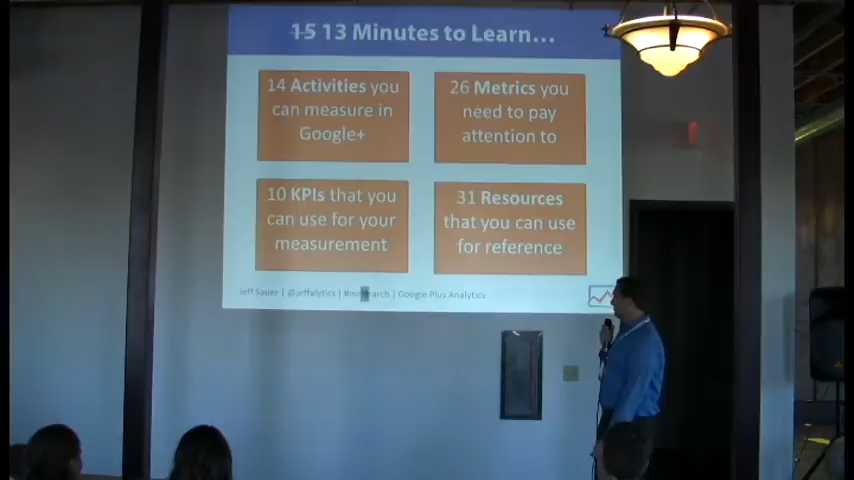 15 13 Minutes to Learn...
14 Activities you
can measure in
Google+
26 Metrics you
need to pay
attention to
10 KPIs that you
can use for your
measurement
31 Resources
that you can use
for reference
Jeff Sauer | @jeffalytics | #mnsearch | Google Plus Analytics